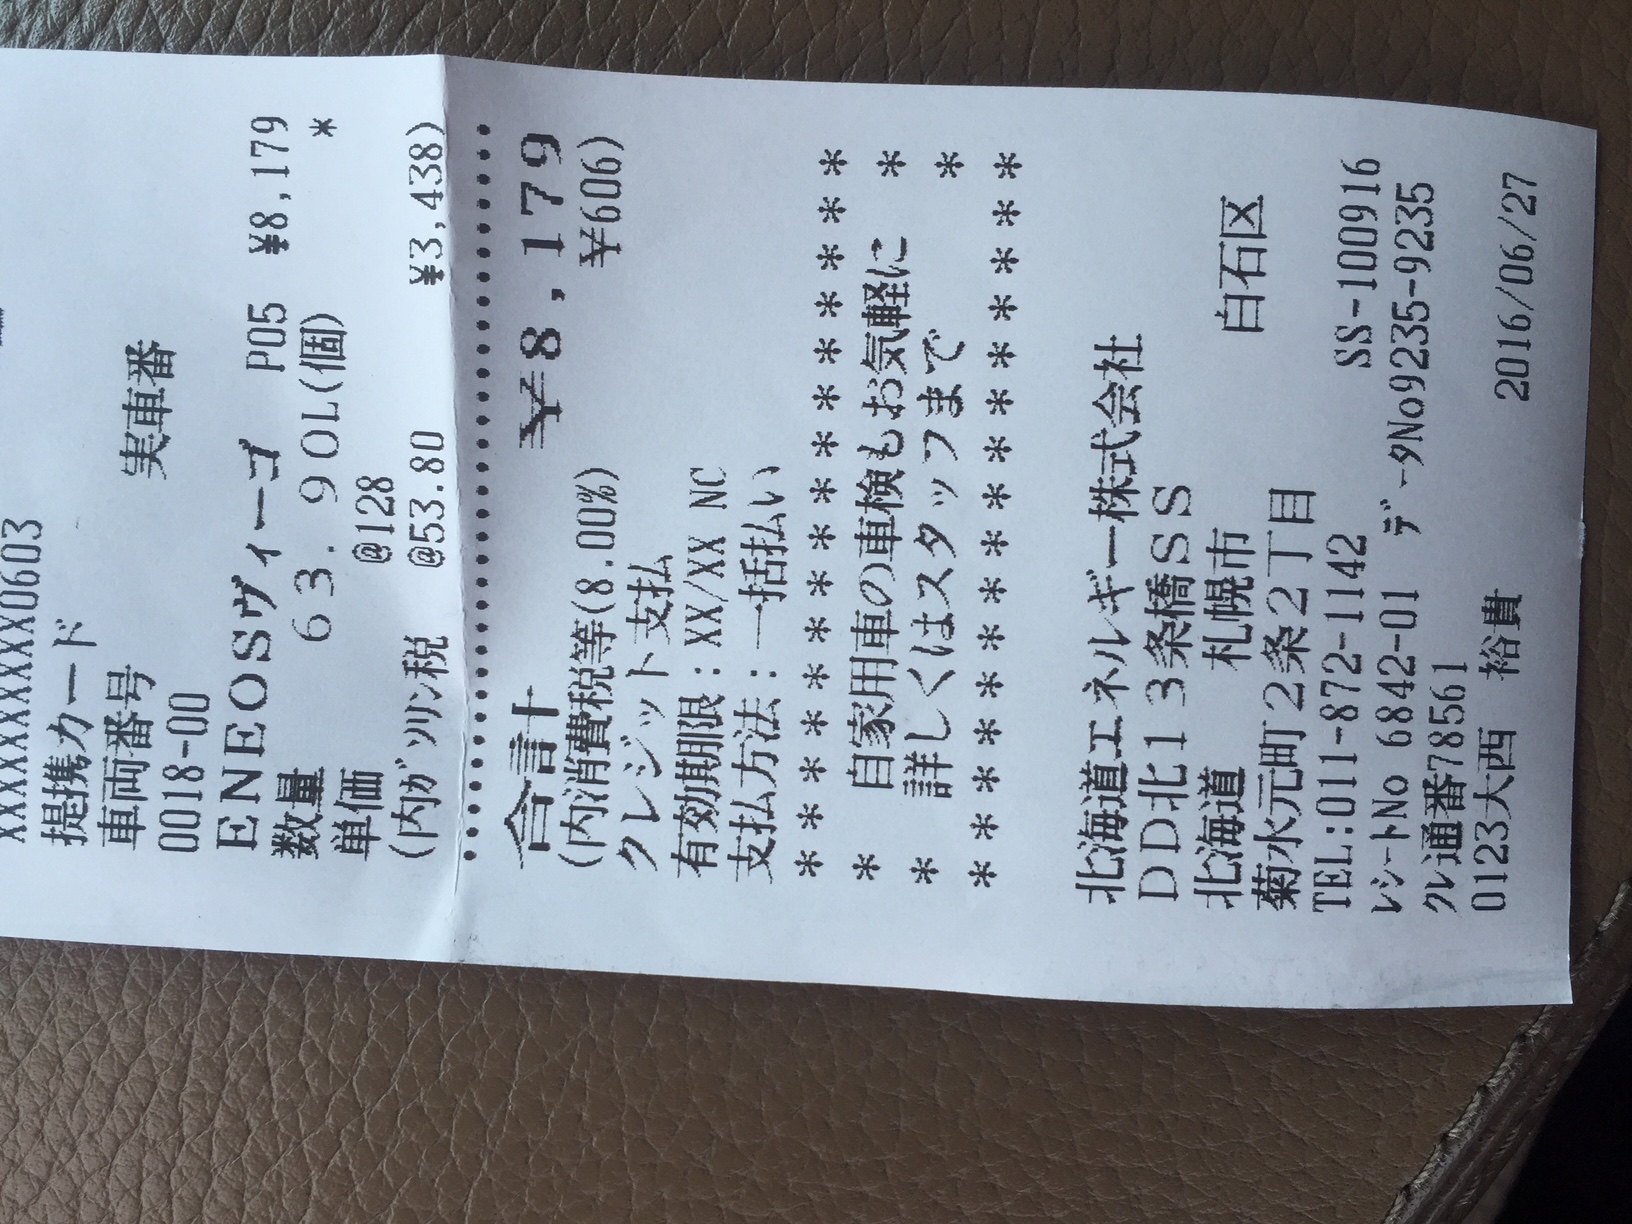 XXXXXXXXXXXX0603
提携カード
車両番号 実車番
0018-00
ENEOSヴィーゴ P05 ¥8,179
数量 63.90L(個) *
単価 @128
(内ガソリン税 @53.80 ¥3,438)
合計 ¥8,179
(内消費税等(8.00%) ¥606)
クレジット支払
有効期限:XX/XX NC
支払方法:一括払い
****************
* 自家用車の車検もお気軽に *
* 詳しくはスタッフまで *
****************
北海道エネルギー株式会社
DD北13条橋SS
北海道 札幌市 白石区
菊水元町2条2丁目
TEL:011-872-1142
レシートNo 6842-01 SS-100916
クレ通番78561 データNo9235-9235
0123大西 裕貴 2016/06/27